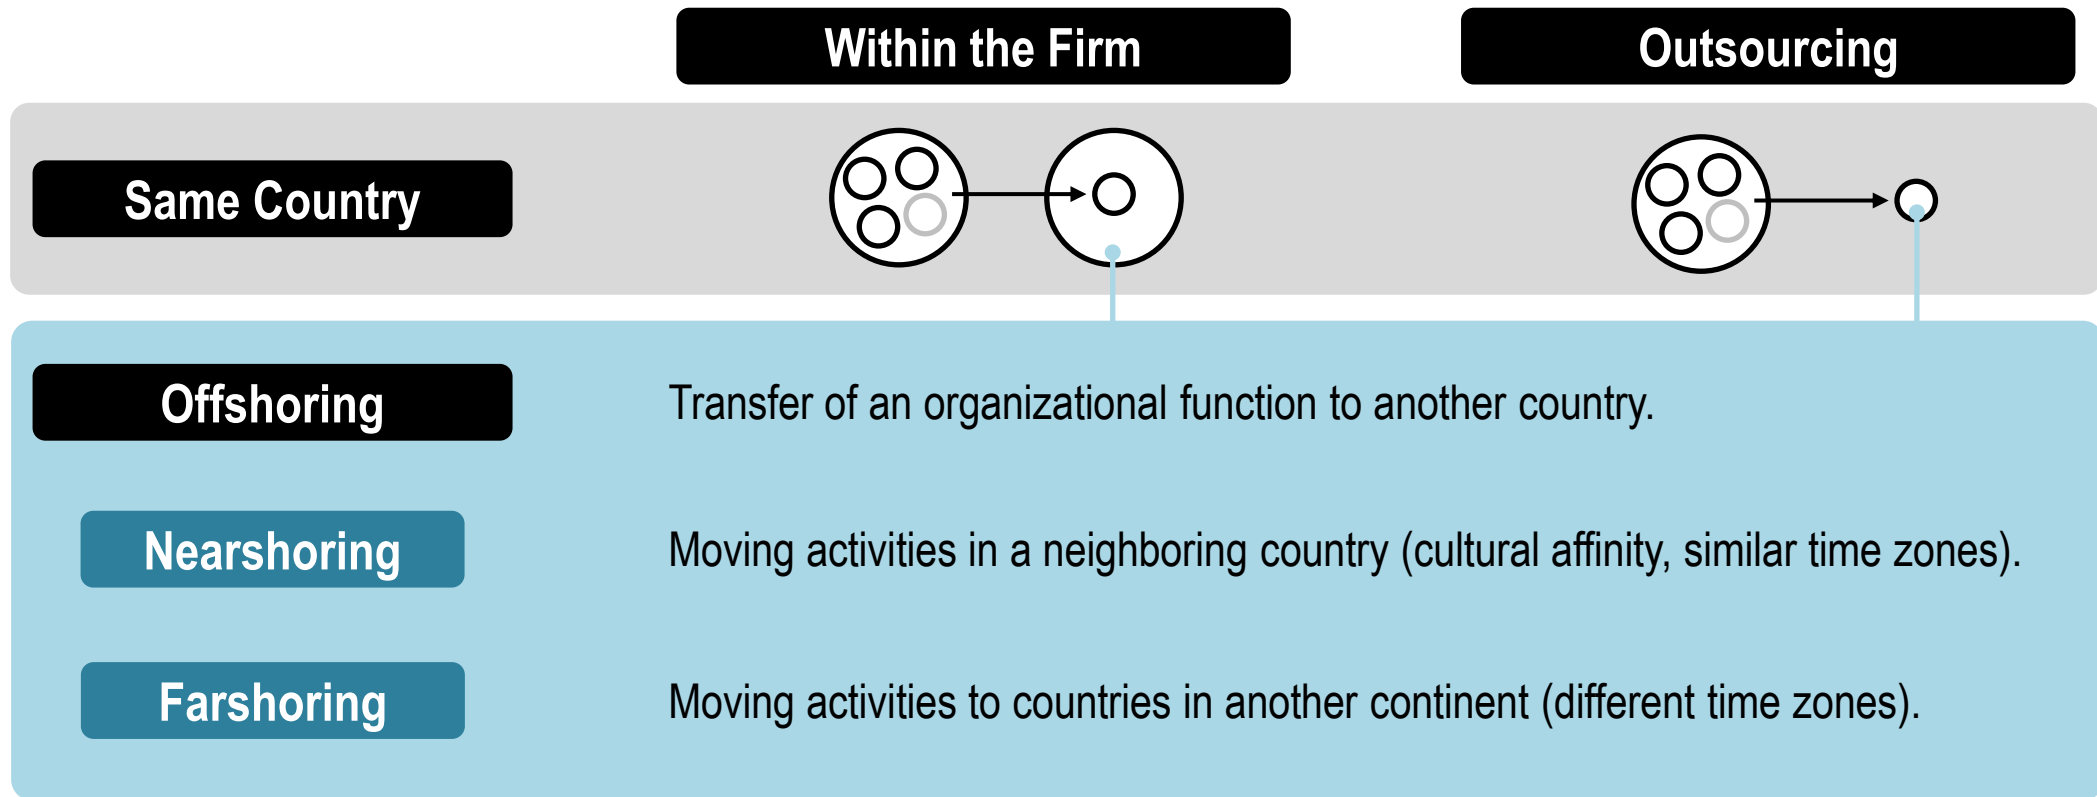 Within the Firm
Outsourcing
Same Country
Offshoring
Transfer of an organizational function to another country.
Nearshoring
Moving activities in a neighboring country (cultural affinity, similar time zones).
Farshoring
Moving activities to countries in another continent (different time zones).